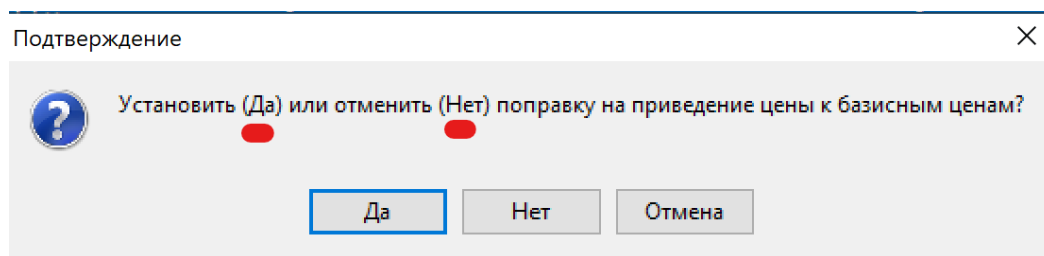 Подтверждение
Установить (Да) или отменить (Нет) поправку на приведение цены к базисным ценам?
Да
Нет
Отмена